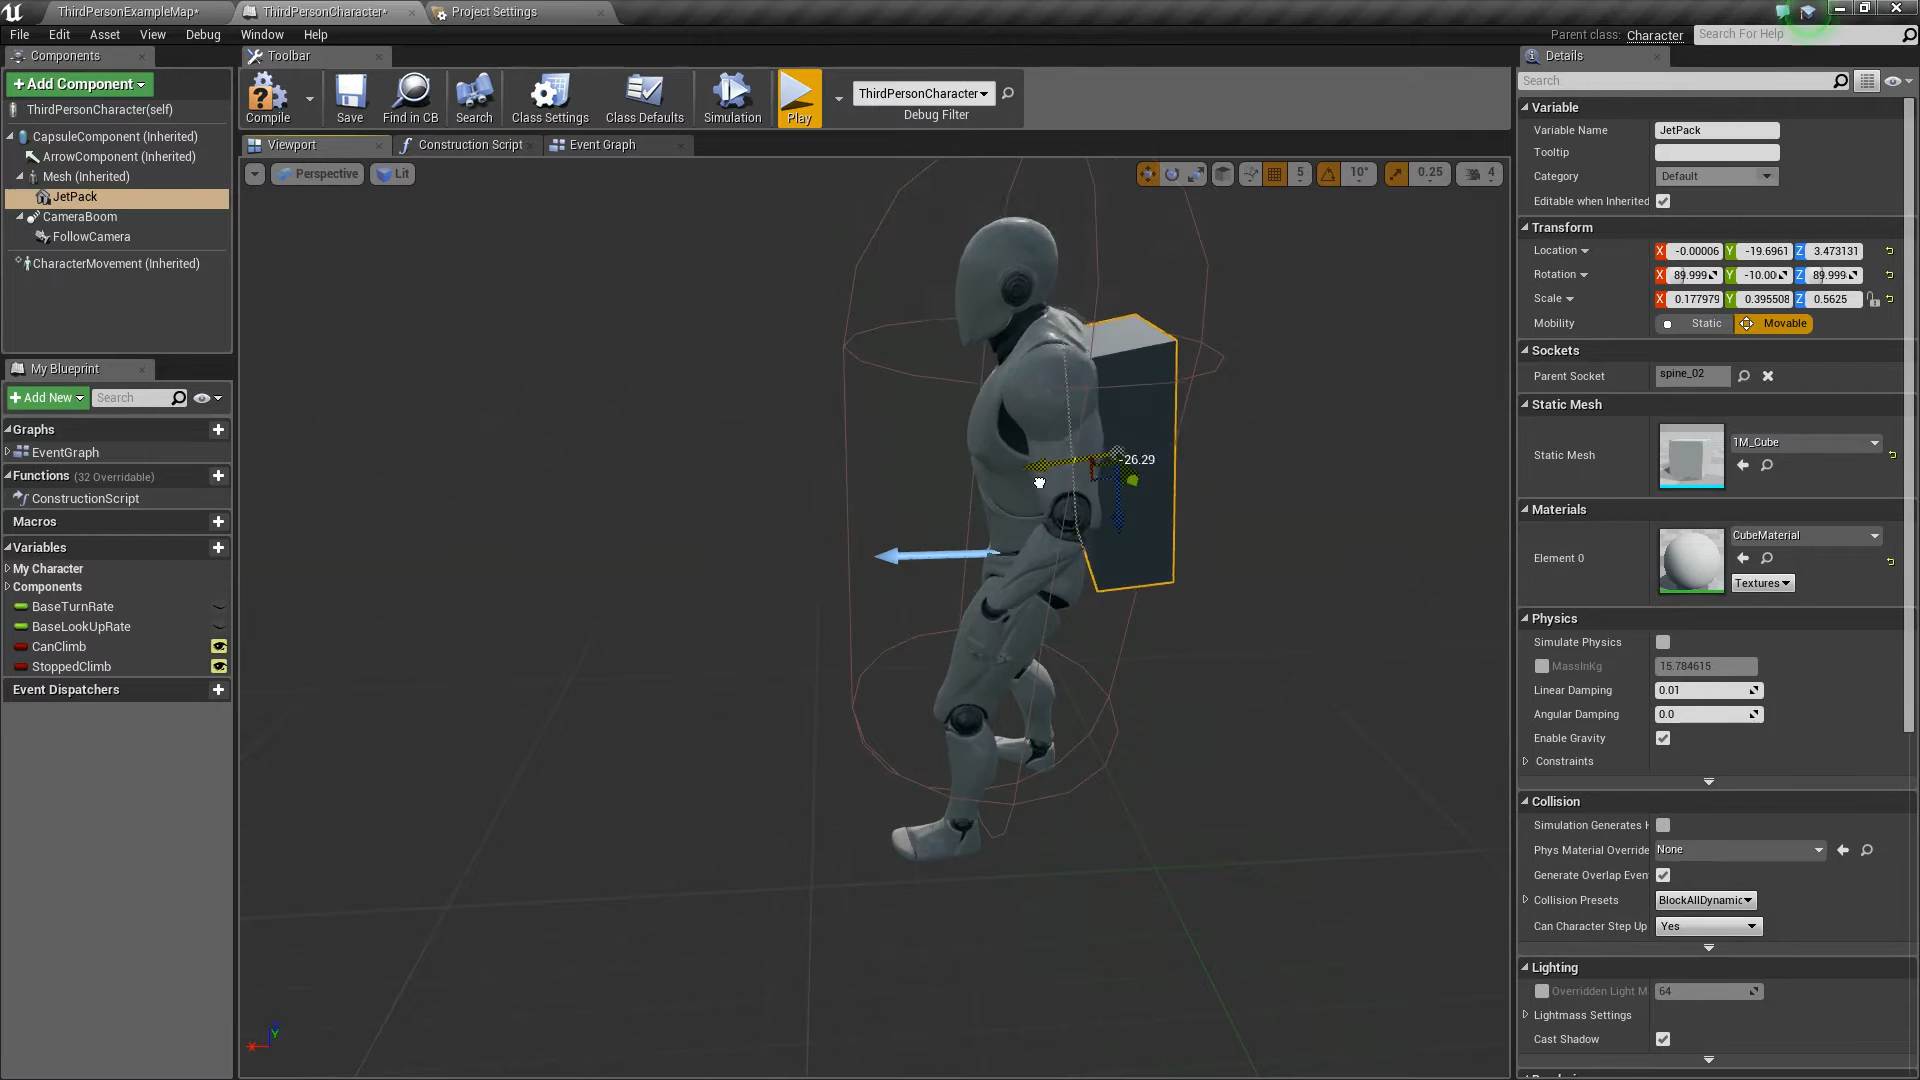 ThirdPersonExampleMap*
ThirdPersonCharacter*
Project Settings
File Edit Asset View Debug Window Help
Parent class: Character
Search For Help
Components
+ Add Component
ThirdPersonCharacter(self)
CapsuleComponent (Inherited)
ArrowComponent (Inherited)
Mesh (Inherited)
JetPack
CameraBoom
FollowCamera
CharacterMovement (Inherited)
My Blueprint
+ Add New
Search
Graphs
EventGraph
Functions (32 Overridable)
ConstructionScript
Macros
Variables
My Character
Components
BaseTurnRate
BaseLookUpRate
CanClimb
StoppedClimb
Event Dispatchers
Toolbar
Compile Save Find in CB Search Class Settings Class Defaults Simulation Play
ThirdPersonCharacter
Debug Filter
Viewport Construction Script Event Graph
Perspective Lit
5 10° 0.25 4
-26.29
Y
X
Details
Search
Variable
Variable Name JetPack
Tooltip
Category Default
Editable when Inherited
Transform
Location X -0.00006 Y -19.6961 Z 3.473131
Rotation X 89.999 Y -10.00 Z 89.999
Scale X 0.177979 Y 0.395508 Z 0.5625
Mobility Static Movable
Sockets
Parent Socket spine_02
Static Mesh
Static Mesh 1M_Cube
Materials
Element 0 CubeMaterial
Textures
Physics
Simulate Physics
MassInKg 15.784615
Linear Damping 0.01
Angular Damping 0.0
Enable Gravity
Constraints
Collision
Simulation Generates H
Phys Material Override None
Generate Overlap Even
Collision Presets BlockAllDynamic
Can Character Step Up Yes
Lighting
Overridden Light M 64
Lightmass Settings
Cast Shadow